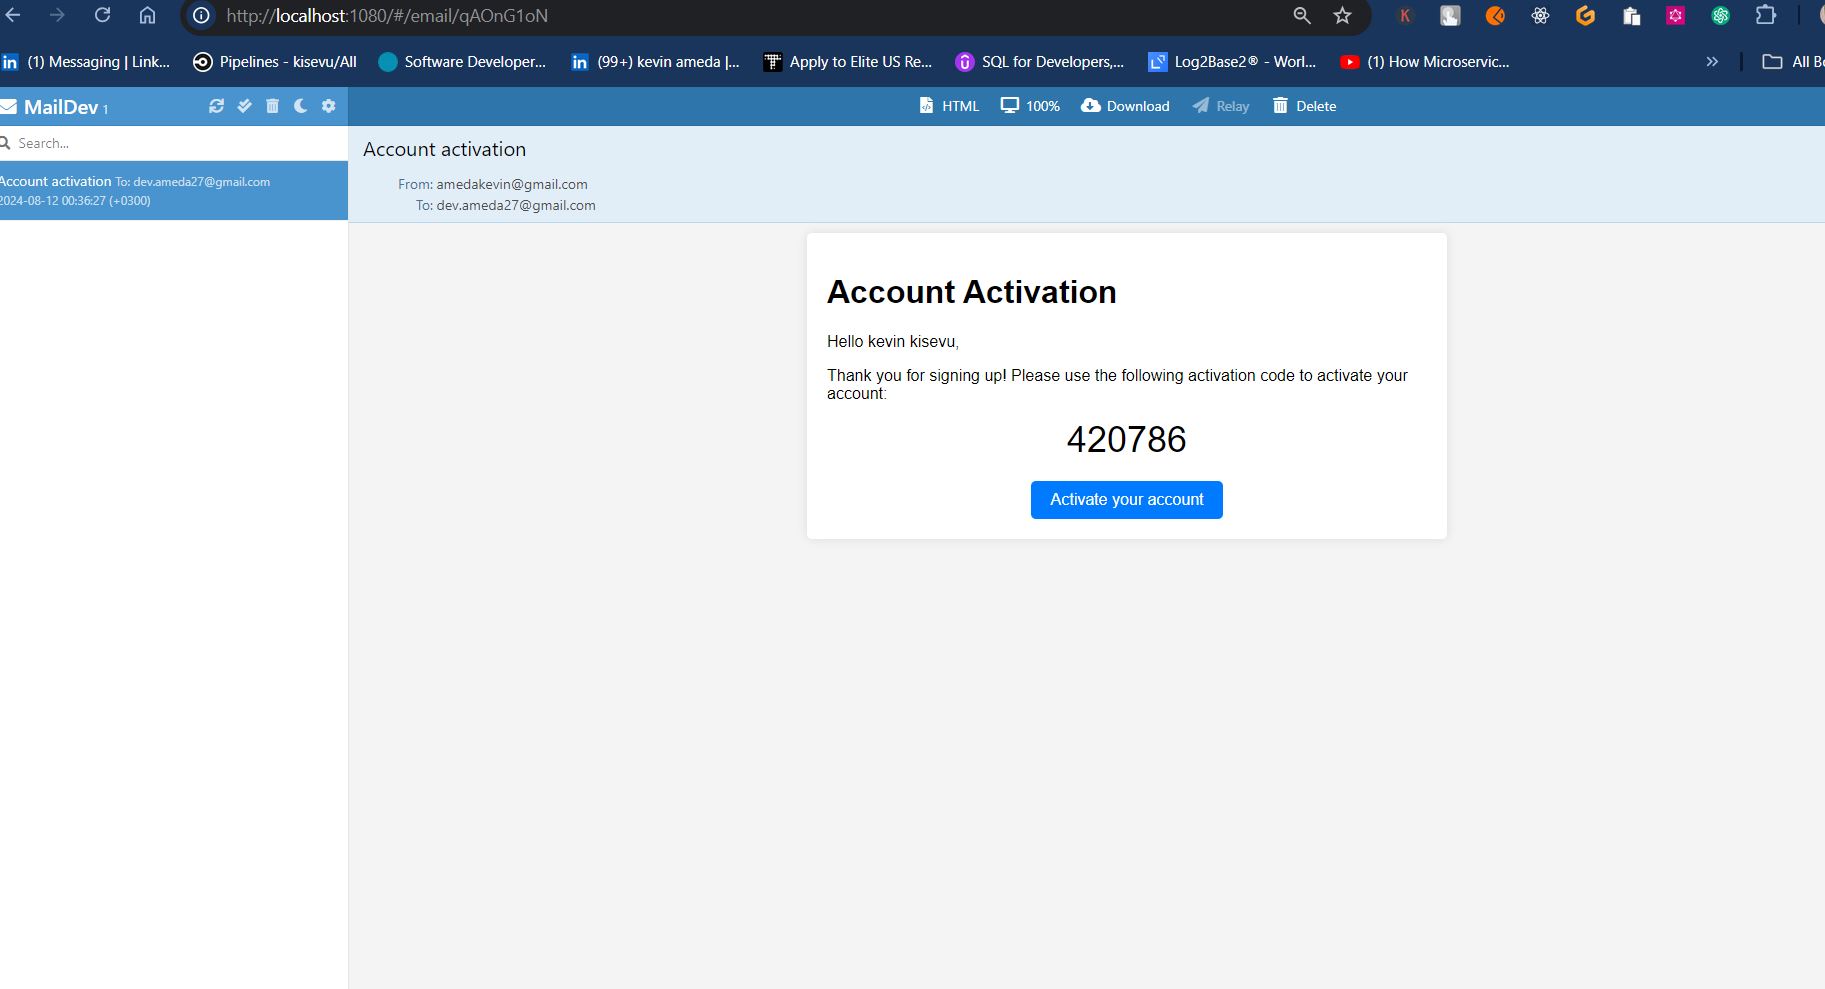 http://localhost:1080/#/email/qAOnG1oN
(1) Messaging | Link... Pipelines - kisevu/All Software Developer... (99+) kevin ameda |... Apply to Elite US Re... SQL for Developers,... Log2Base2® - Worl... (1) How Microservic... » All B
MailDev 1
HTML 100% Download Relay Delete
Search...
Account activation To: dev.ameda27@gmail.com
2024-08-12 00:36:27 (+0300)
Account activation
From: amedakevin@gmail.com
To: dev.ameda27@gmail.com
Account Activation
Hello kevin kisevu,
Thank you for signing up! Please use the following activation code to activate your
account:
420786
Activate your account